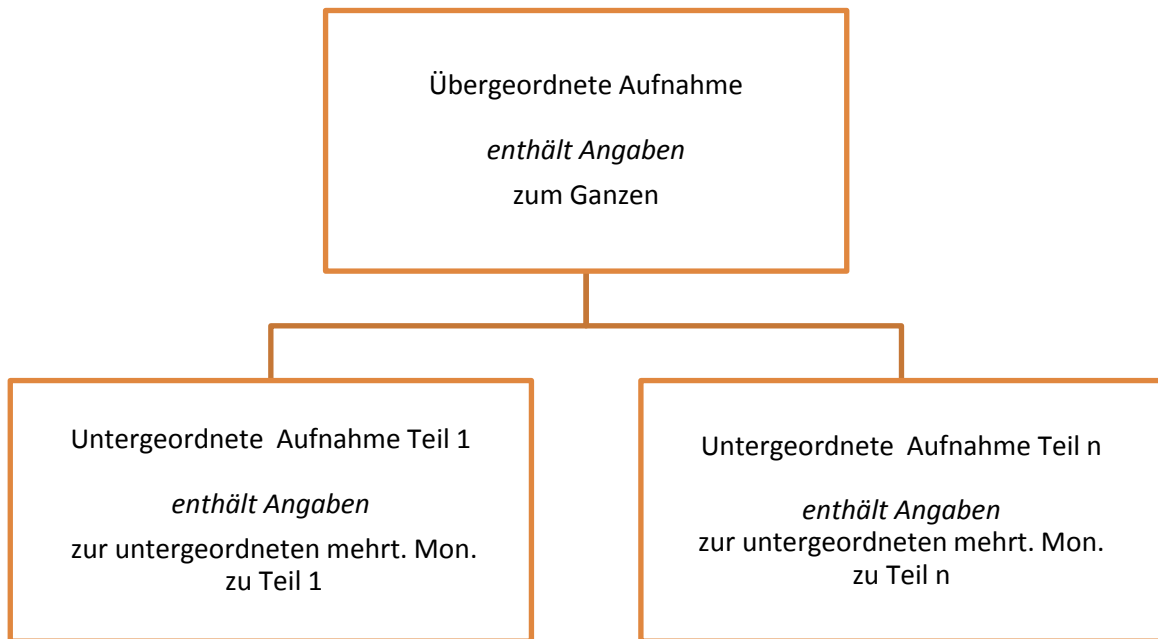 Übergeordnete Aufnahme
enthält Angaben
zum Ganzen
Untergeordnete Aufnahme Teil 1
enthält Angaben
zur untergeordneten mehrt. Mon.
zu Teil 1
Untergeordnete Aufnahme Teil n
enthält Angaben
zur untergeordneten mehrt. Mon.
zu Teil n